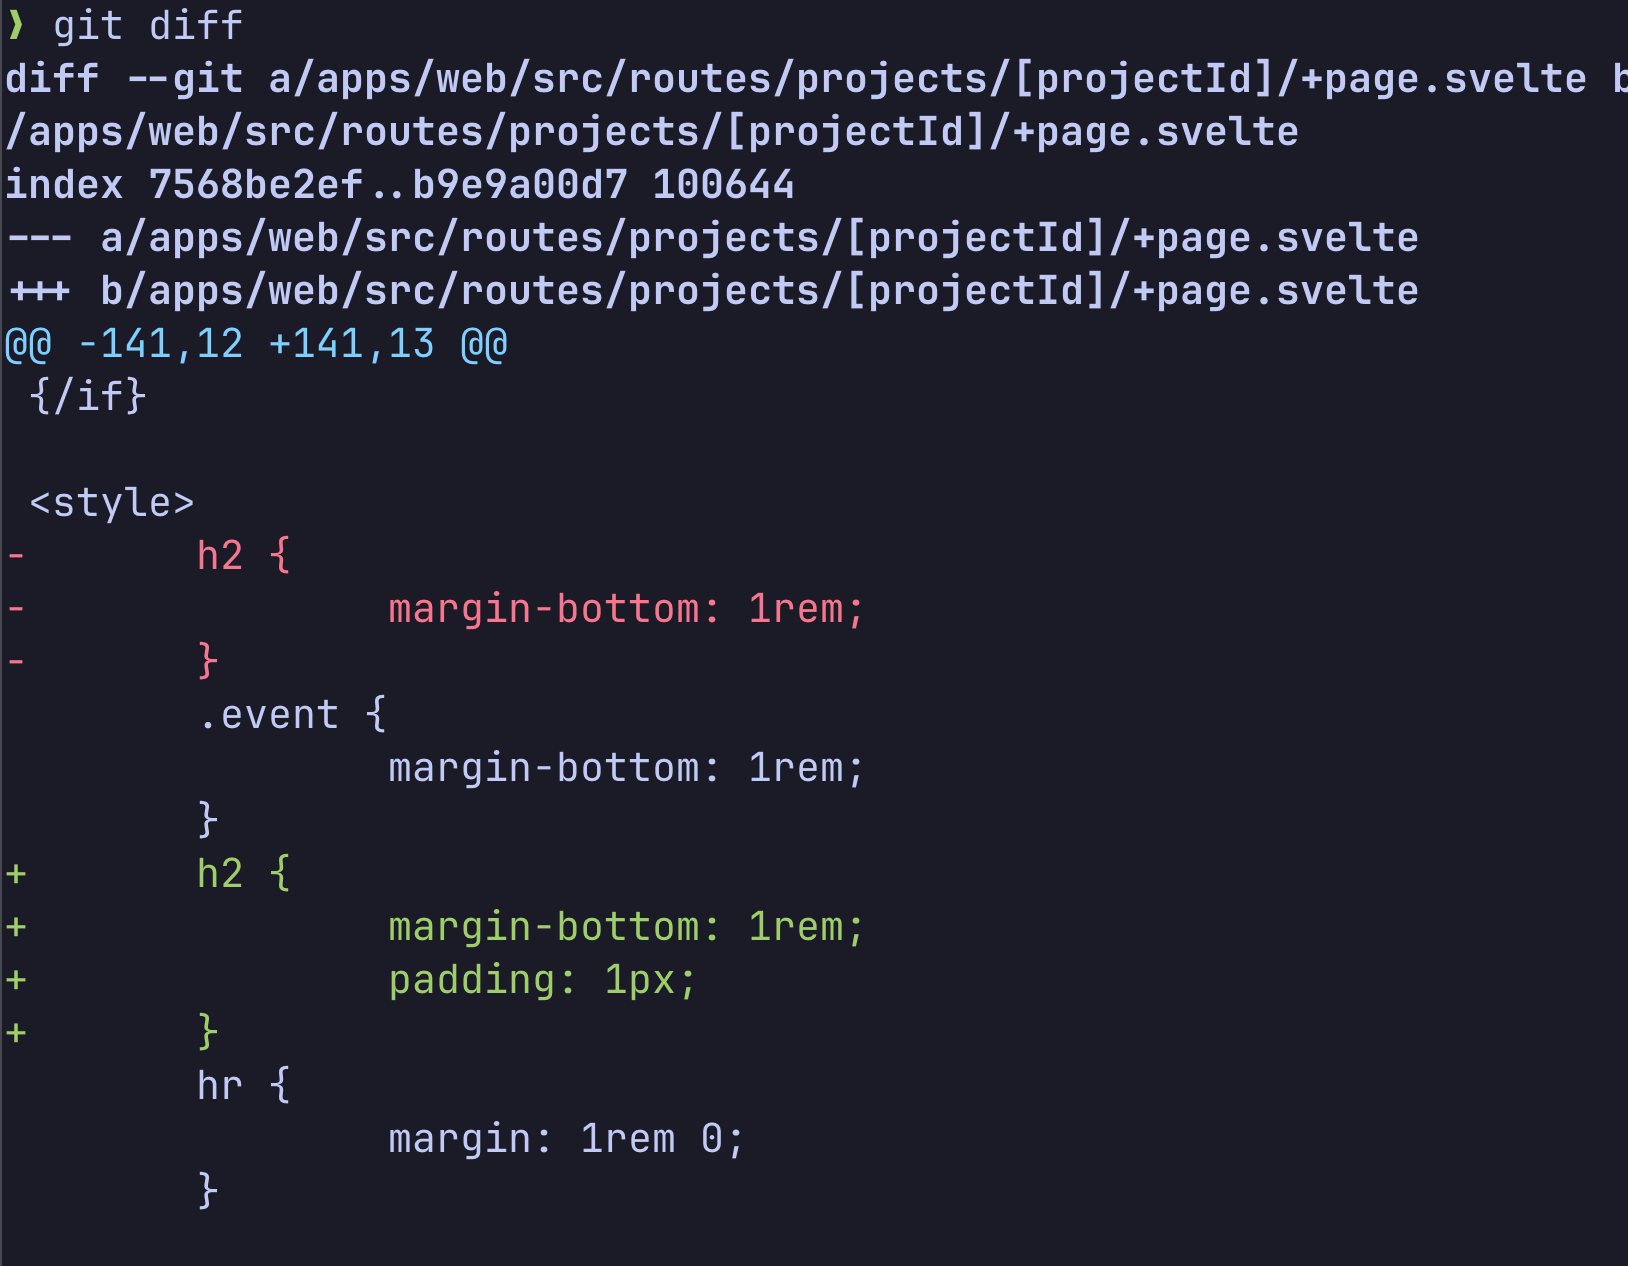 ❱ git diff
diff --git a/apps/web/src/routes/projects/[projectId]/+page.svelte b
/apps/web/src/routes/projects/[projectId]/+page.svelte
index 7568be2ef..b9e9a00d7 100644
--- a/apps/web/src/routes/projects/[projectId]/+page.svelte
+++ b/apps/web/src/routes/projects/[projectId]/+page.svelte
@@ -141,12 +141,13 @@
 {/if}

 <style>
-       h2 {
-               margin-bottom: 1rem;
-       }
        .event {
                margin-bottom: 1rem;
        }
+       h2 {
+               margin-bottom: 1rem;
+               padding: 1px;
+       }
        hr {
                margin: 1rem 0;
        }